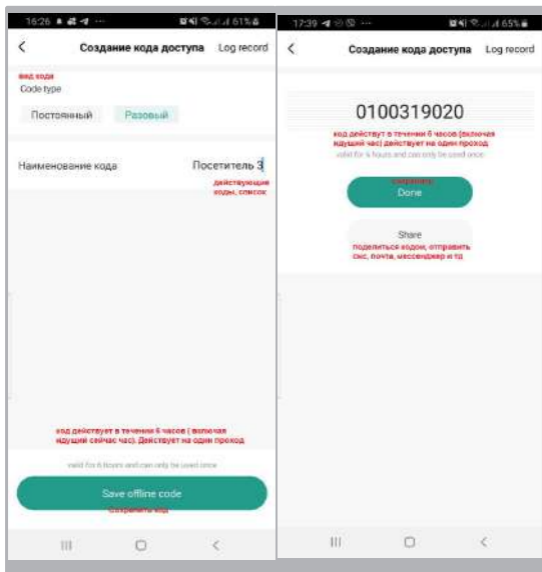 16:26 ... 61%
Создание кода доступа Log record
вид кода
Code type
Постоянный Разовый
Наименование кода Посетитель 3
действующие
коды, список
код действует в течении 6 часов ( включая
идущий сейчас час). Действует на один проход
valid for 6 hours and can only be used once
Save offline code
Сохранить код
17:39 ... 65%
Создание кода доступа Log record
0100319020
код действует в течении 6 часов (включая
идущий час) действует на один проход
valid for 6 hours and can only be used once
сохранить
Done
Share
поделиться кодом, отправить
смс, почта, мессенджер и тд